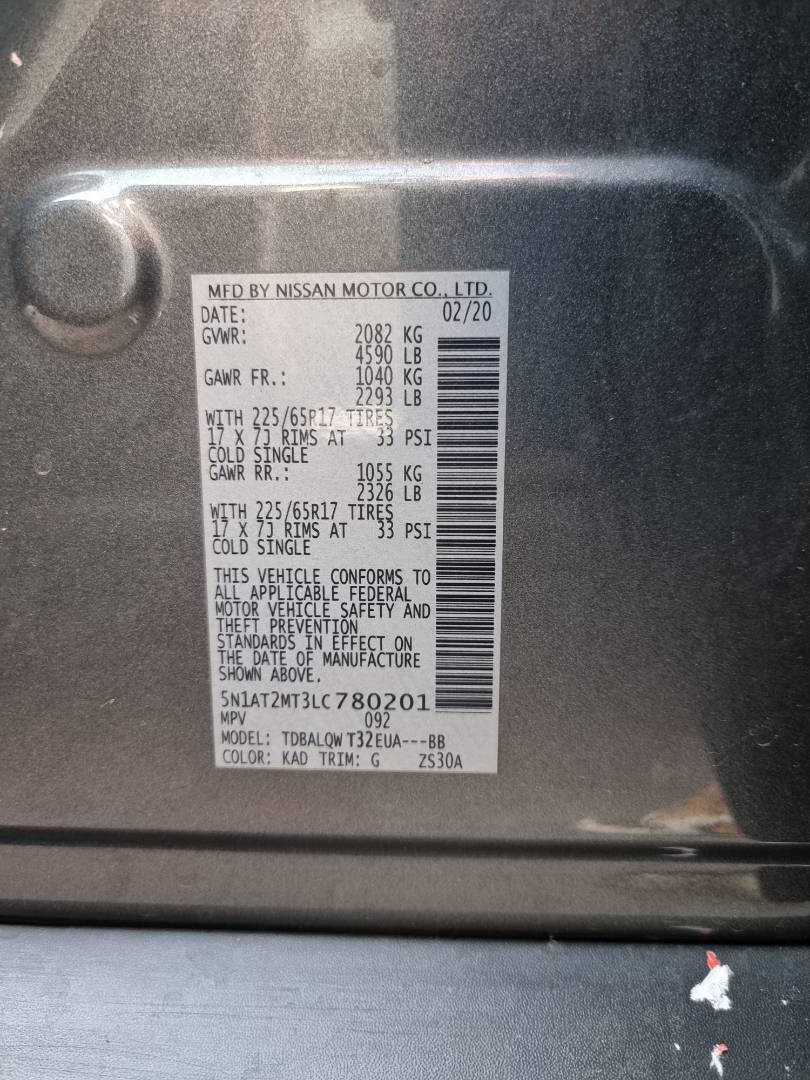 MFD BY NISSAN MOTOR CO., LTD.
DATE: 02/20
GVWR: 2082 KG
4590 LB
GAWR FR.: 1040 KG
2293 LB
WITH 225/65R17 TIRES
17 X 7J RIMS AT 33 PSI
COLD SINGLE
GAWR RR.: 1055 KG
2326 LB
WITH 225/65R17 TIRES
17 X 7J RIMS AT 33 PSI
COLD SINGLE
THIS VEHICLE CONFORMS TO
ALL APPLICABLE FEDERAL
MOTOR VEHICLE SAFETY AND
THEFT PREVENTION
STANDARDS IN EFFECT ON
THE DATE OF MANUFACTURE
SHOWN ABOVE.
5N1AT2MT3LC780201
MPV 092
MODEL: TDBALQW T32EUA---BB
COLOR: KAD TRIM: G ZS30A